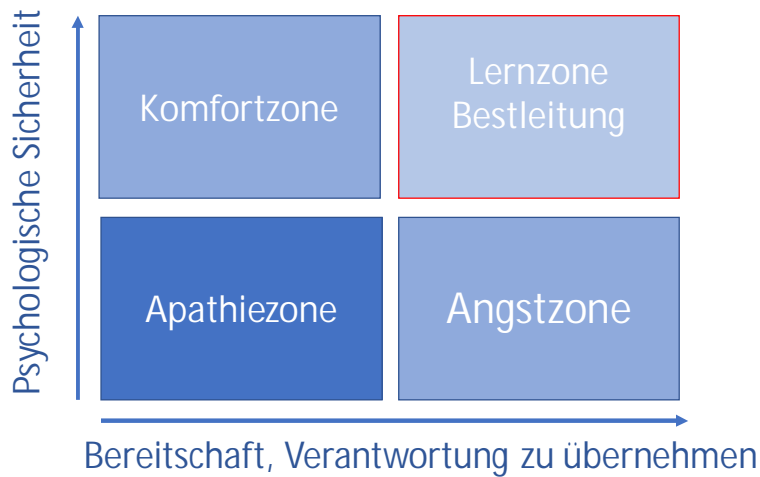 Psychologische Sicherheit
Komfortzone
Lernzone
Bestleitung
Apathiezone
Angstzone
Bereitschaft, Verantwortung zu übernehmen